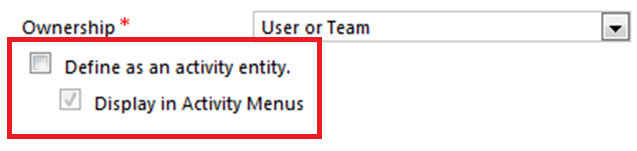 Ownership * User or Team
Define as an activity entity.
Display in Activity Menus